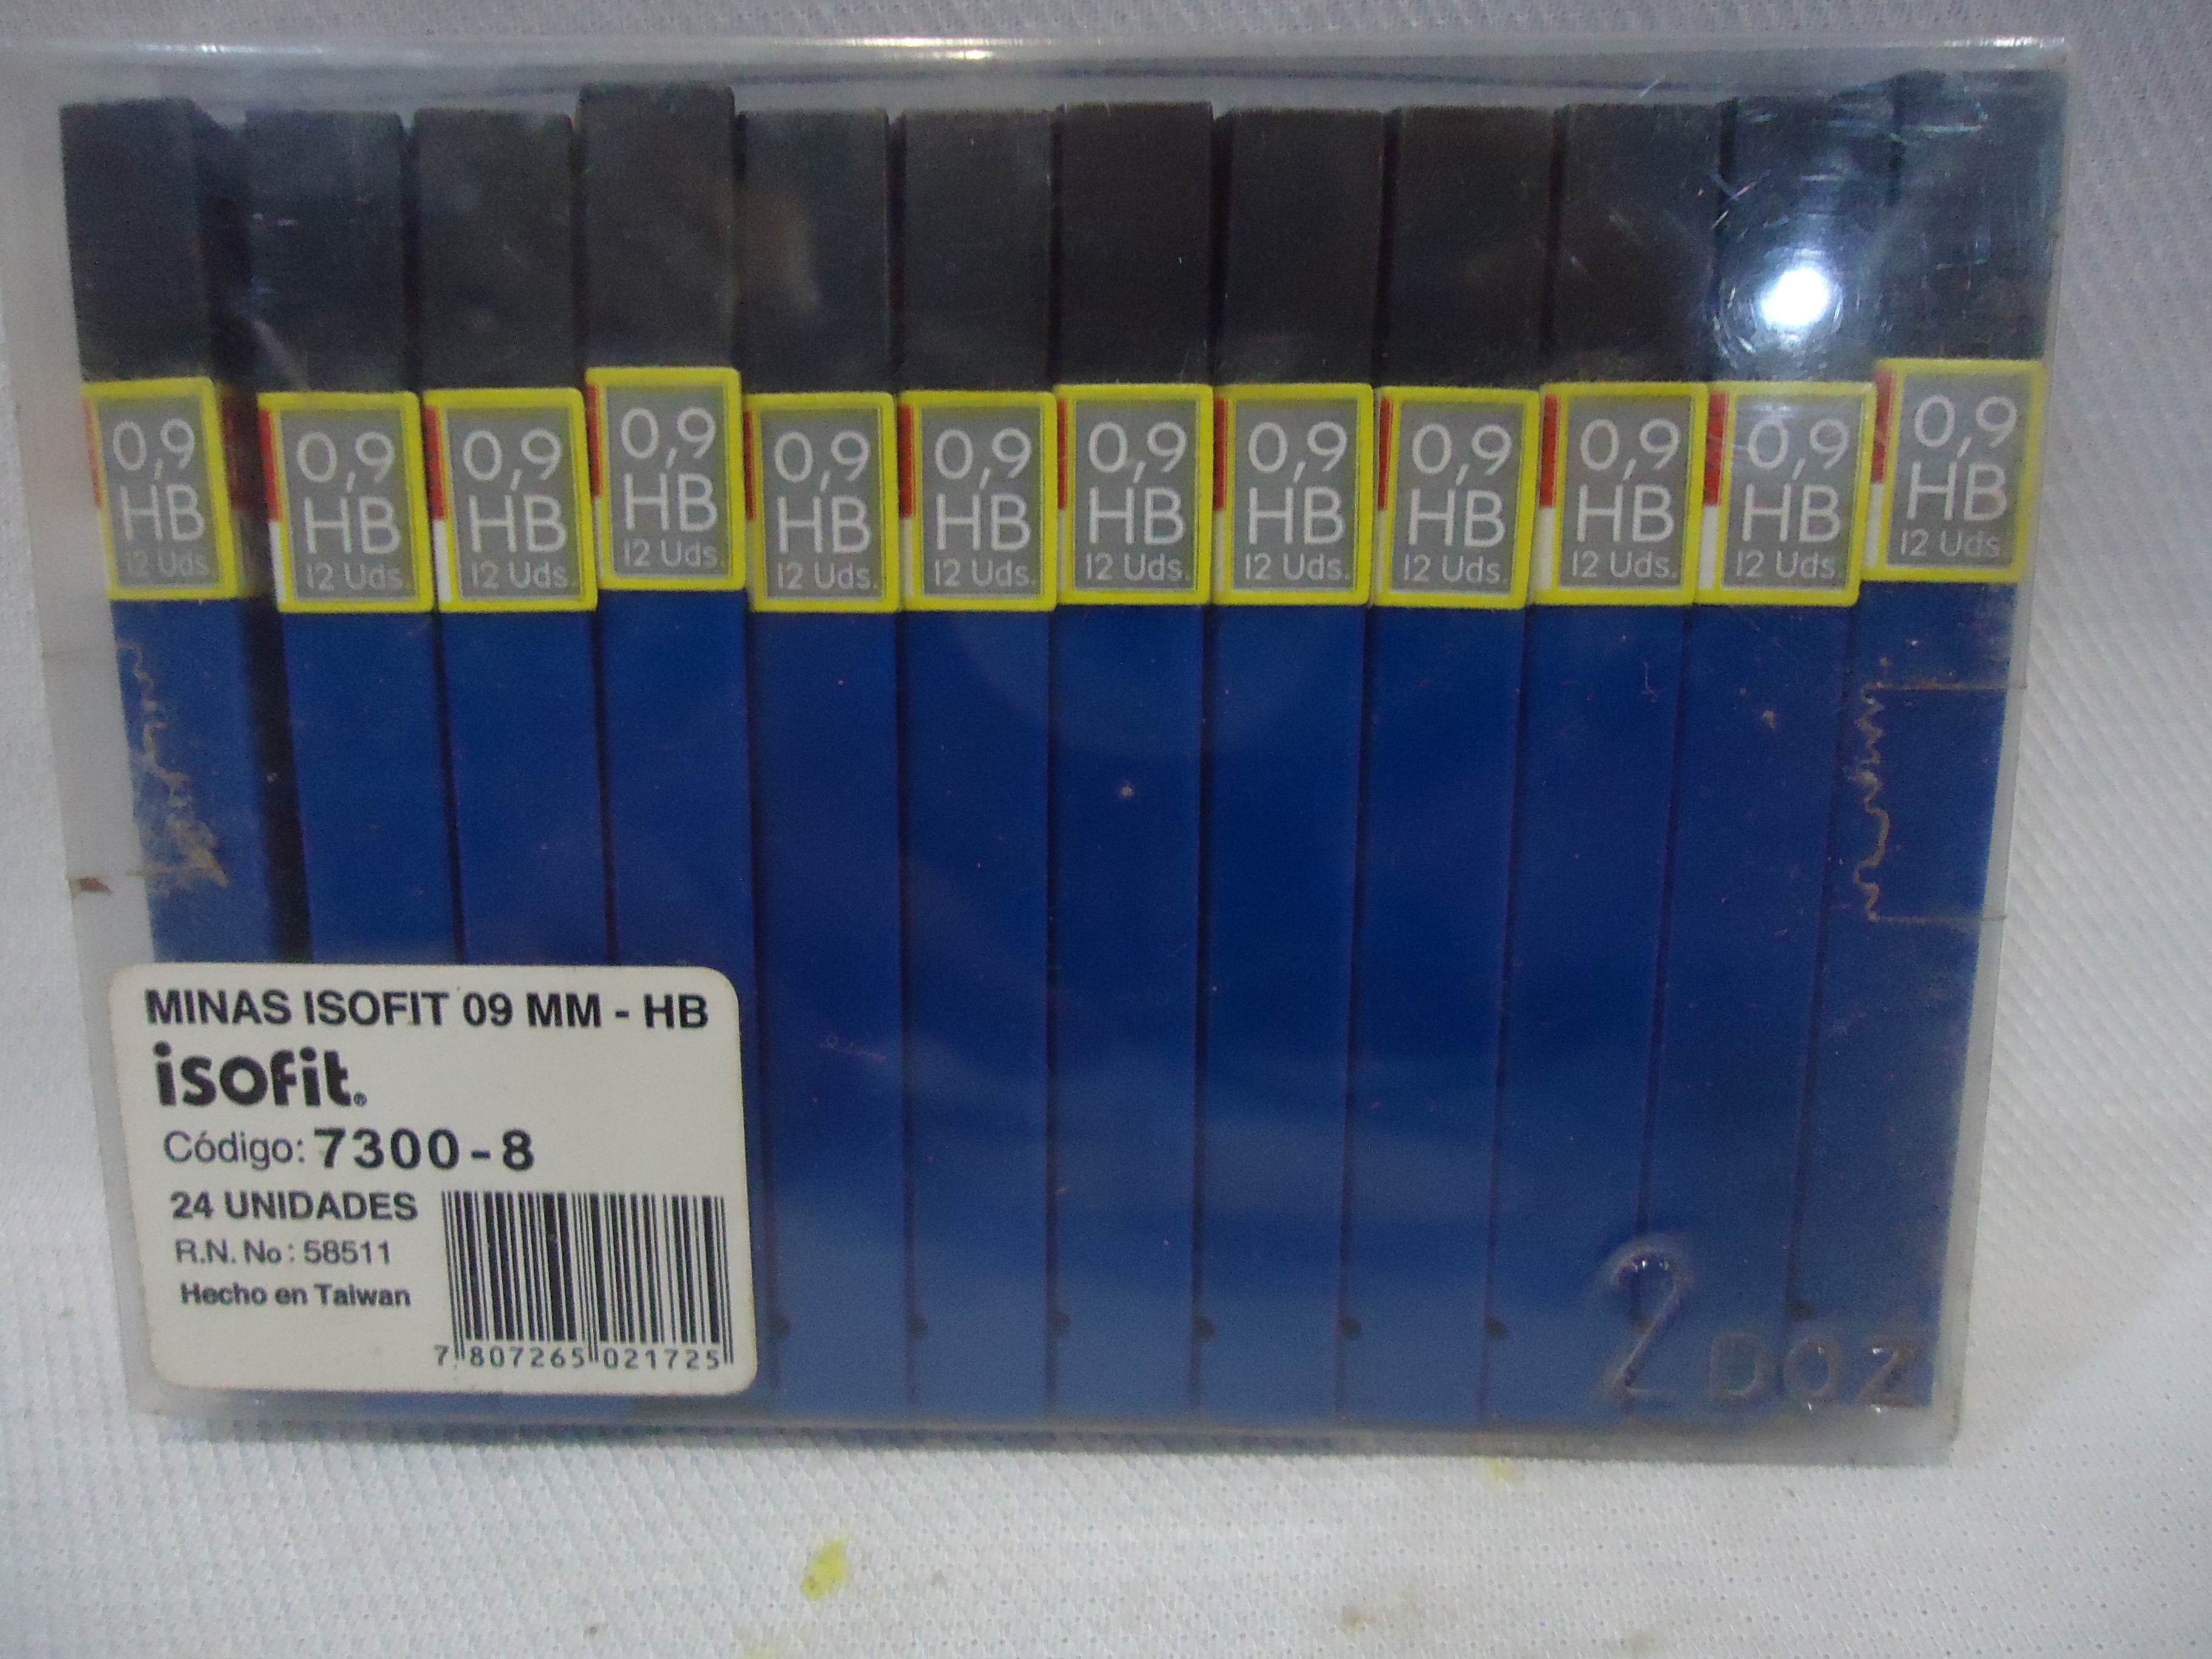 0,9
HB
12 Uds.
0,9
HB
12 Uds.
0,9
HB
12 Uds.
0,9
HB
12 Uds.
0,9
HB
12 Uds.
0,9
HB
12 Uds.
0,9
HB
12 Uds.
0,9
HB
12 Uds.
0,9
HB
12 Uds.
0,9
HB
12 Uds.
0,9
HB
12 Uds.
0,9
HB
12 Uds.
MINAS ISOFIT 09 MM - HB
isofit®
Código: 7300-8
24 UNIDADES
R.N. No : 58511
Hecho en Taiwan
7 807265 021725
2 DOZ